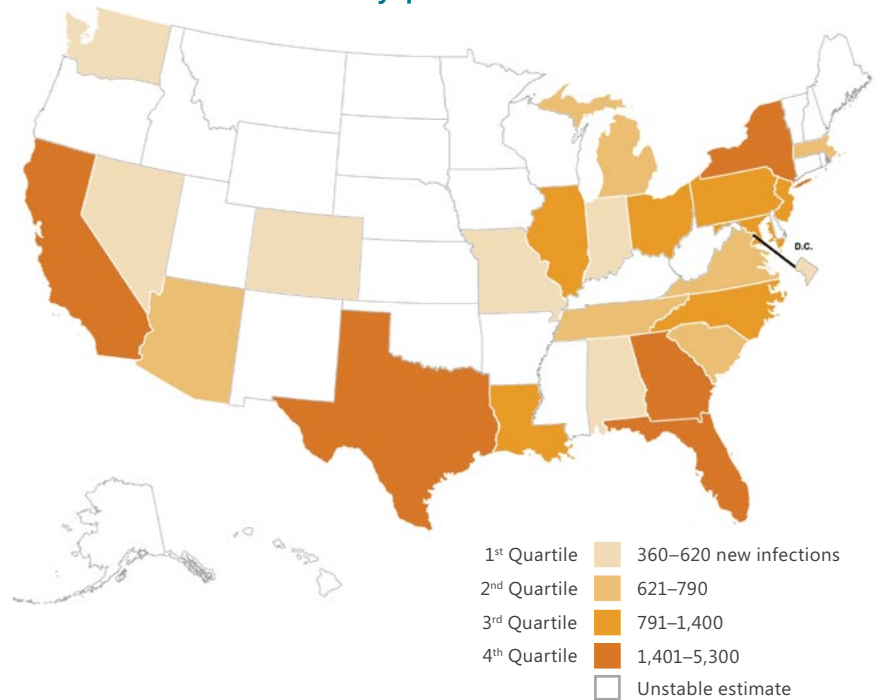 D.C.
1st Quartile 360–620 new infections
2nd Quartile 621–790
3rd Quartile 791–1,400
4th Quartile 1,401–5,300
Unstable estimate